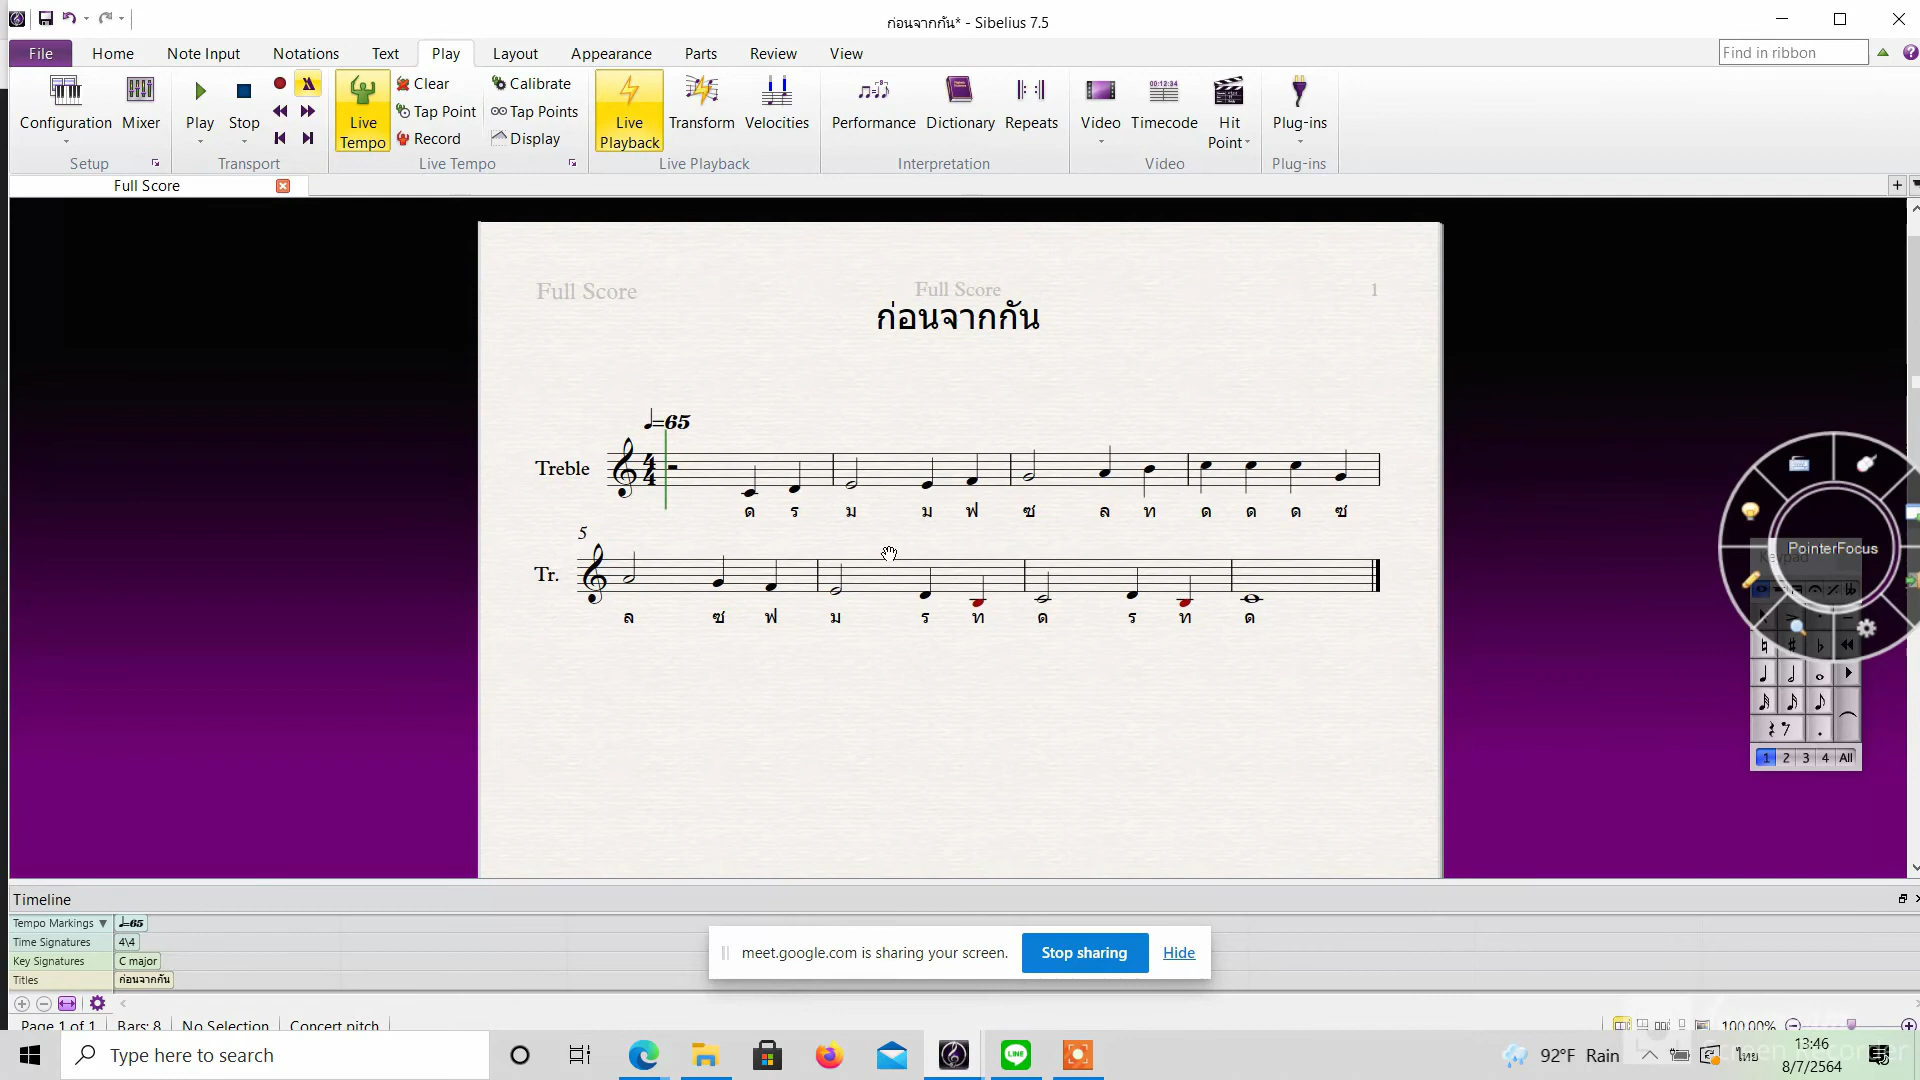 ก่อนจากกัน* - Sibelius 7.5
File Home Note Input Notations Text Play Layout Appearance Parts Review View Find in ribbon
Configuration Mixer Play Stop Live Tempo Clear Tap Point Record Calibrate Tap Points Display Live Playback Transform Velocities Performance Dictionary Repeats Video Timecode Hit Point Plug-ins
Setup Transport Live Tempo Live Playback Interpretation Video Plug-ins
Full Score
Full Score Full Score 1
ก่อนจากกัน
=65
Treble 4 4
ด ร ม ม ฟ ซ ล ท ด ด ด ซ
5
Tr.
ล ซ ฟ ม ร ท ด ร ท ด
PointerFocus
Keypad
1 2 3 4 All
Timeline
Tempo Markings =65
Time Signatures 4\4
Key Signatures C major
Titles ก่อนจากกัน
meet.google.com is sharing your screen. Stop sharing Hide
Page 1 of 1 Bars: 8 No Selection Concert pitch 100.00%
Type here to search 92°F Rain ไทย 13:46
8/7/2564
Screen Recorder